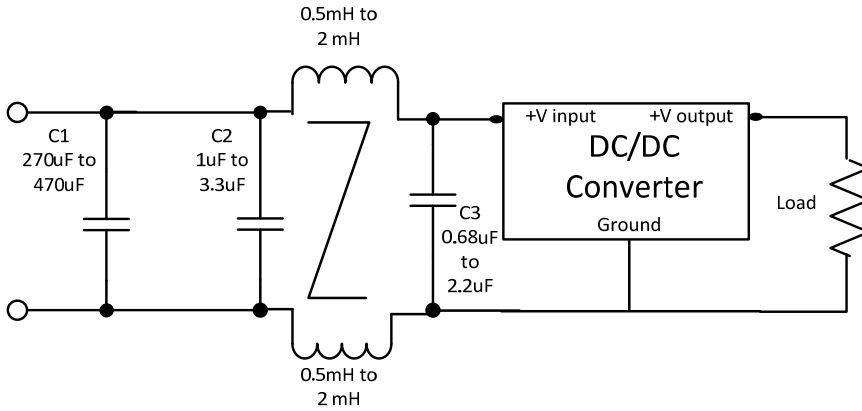 0.5mH to
2 mH
C1
270uF to
470uF
C2
1uF to
3.3uF
C3
0.68uF
to
2.2uF
+V input
+V output
DC/DC
Converter
Ground
Load
0.5mH to
2 mH